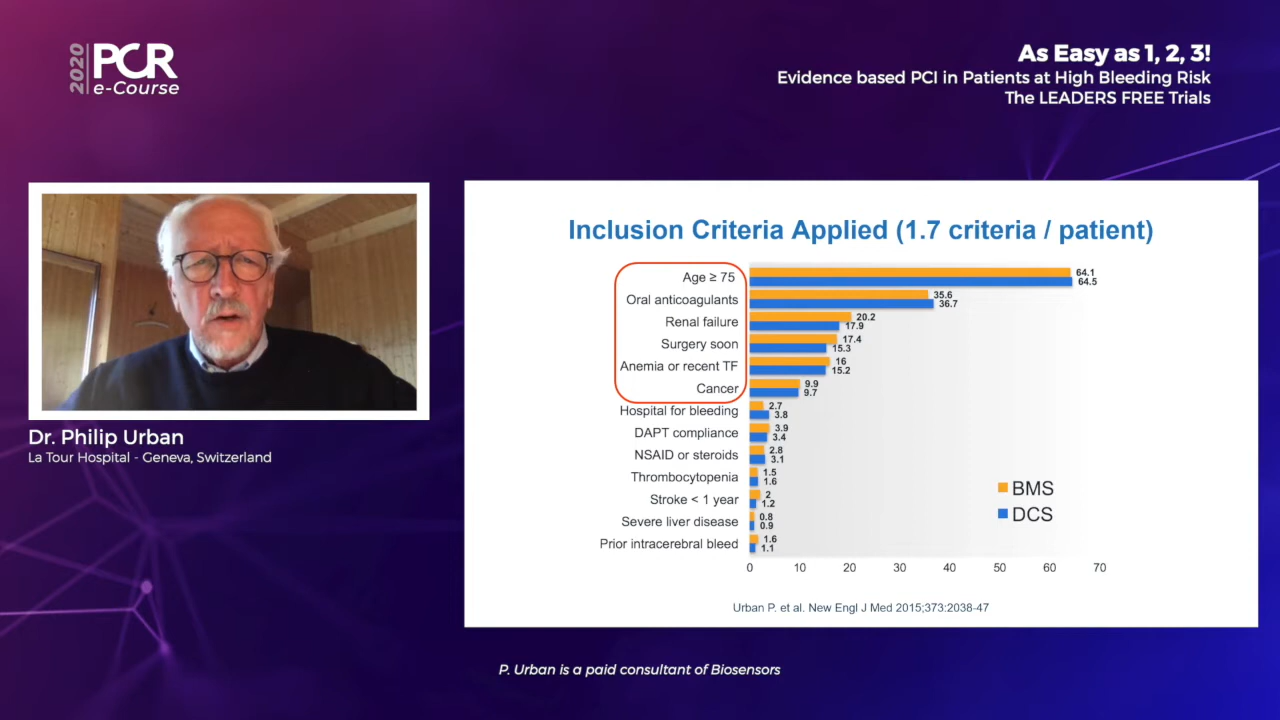 2020
PCR
e-Course
As Easy as 1, 2, 3!
Evidence based PCI in Patients at High Bleeding Risk
The LEADERS FREE Trials
Dr. Philip Urban
La Tour Hospital - Geneva, Switzerland
Inclusion Criteria Applied (1.7 criteria / patient)
Age ≥ 75
64.1
64.5
Oral anticoagulants
35.6
36.7
Renal failure
20.2
17.9
Surgery soon
17.4
15.3
Anemia or recent TF
16
15.2
Cancer
9.9
9.7
Hospital for bleeding
2.7
3.8
DAPT compliance
3.9
3.4
NSAID or steroids
2.8
3.1
Thrombocytopenia
1.5
1.6
Stroke < 1 year
2
1.2
Severe liver disease
0.8
0.9
Prior intracerebral bleed
1.6
1.1
BMS
DCS
0 10 20 30 40 50 60 70
Urban P. et al. New Engl J Med 2015;373:2038-47
P. Urban is a paid consultant of Biosensors